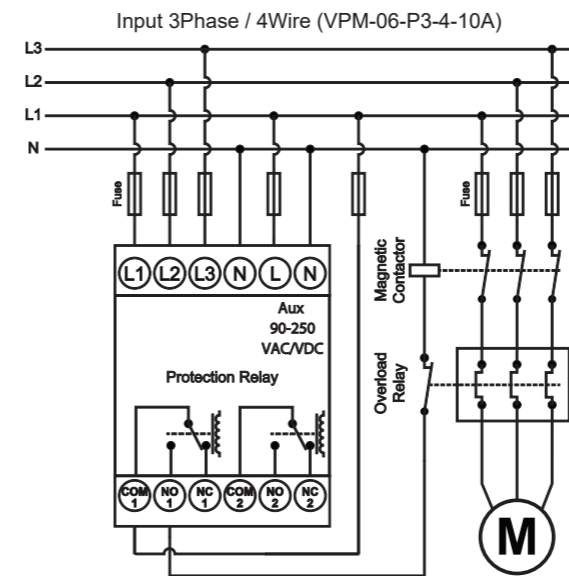 Input 3Phase / 4Wire (VPM-06-P3-4-10A)
L3
L2
L1
N
Fuse
Fuse
L1 L2 L3 N L N
Magnetic
Contactor
Aux
90-250
VAC/VDC
Protection Relay
Overload
Relay
COM
1
NO
1
NC
1
COM
2
NO
2
NC
2
M